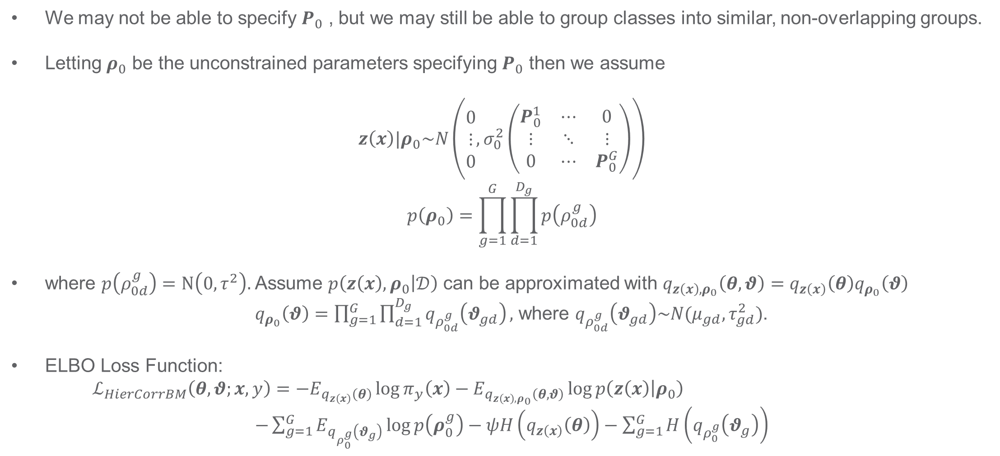 • We may not be able to specify 𝑷₀ , but we may still be able to group classes into similar, non-overlapping groups.
• Letting 𝝆₀ be the unconstrained parameters specifying 𝑷₀ then we assume
$\boldsymbol{z}(\boldsymbol{x})|\boldsymbol{\rho}_0 \sim N\left(\begin{matrix}0\\ \vdots\\ 0\end{matrix}, \sigma_0^2\begin{pmatrix}\boldsymbol{P}_0^1 & \cdots & 0\\ \vdots & \ddots & \vdots\\ 0 & \cdots & \boldsymbol{P}_0^G\end{pmatrix}\right)$
$p(\boldsymbol{\rho}_0) = \prod_{g=1}^{G}\prod_{d=1}^{D_g} p(\rho_{0d}^g)$
• where $p(\rho_{0d}^g) = \mathrm{N}(0, \tau^2)$. Assume $p(\boldsymbol{z}(\boldsymbol{x}), \boldsymbol{\rho}_0|\mathcal{D})$ can be approximated with $q_{\boldsymbol{z}(\boldsymbol{x}),\boldsymbol{\rho}_0}(\boldsymbol{\theta}, \boldsymbol{\vartheta}) = q_{\boldsymbol{z}(\boldsymbol{x})}(\boldsymbol{\theta})q_{\boldsymbol{\rho}_0}(\boldsymbol{\vartheta})$
$q_{\boldsymbol{\rho}_0}(\boldsymbol{\vartheta}) = \prod_{g=1}^{G}\prod_{d=1}^{D_g} q_{\rho_{0d}^g}(\boldsymbol{\vartheta}_{gd})$, where $q_{\rho_{0d}^g}(\boldsymbol{\vartheta}_{gd}) \sim N(\mu_{gd}, \tau_{gd}^2)$.
• ELBO Loss Function:
$\mathcal{L}_{HierCorrBM}(\boldsymbol{\theta}, \boldsymbol{\vartheta}; \boldsymbol{x}, y) = -E_{q_{\boldsymbol{z}(\boldsymbol{x})}(\boldsymbol{\theta})} \log \pi_y(\boldsymbol{x}) - E_{q_{\boldsymbol{z}(\boldsymbol{x}),\boldsymbol{\rho}_0}(\boldsymbol{\theta},\boldsymbol{\vartheta})} \log p(\boldsymbol{z}(\boldsymbol{x})|\boldsymbol{\rho}_0)$
$-\sum_{g=1}^{G} E_{q_{\rho_0^g}(\boldsymbol{\vartheta}_g)} \log p(\boldsymbol{\rho}_0^g) - \psi H\left(q_{\boldsymbol{z}(\boldsymbol{x})}(\boldsymbol{\theta})\right) - \sum_{g=1}^{G} H\left(q_{\rho_0^g}(\boldsymbol{\vartheta}_g)\right)$